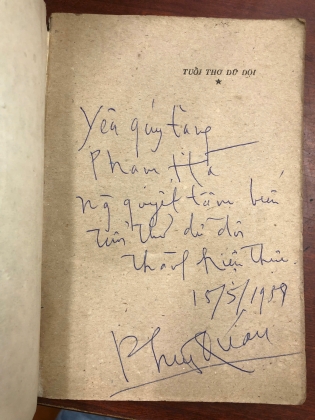 TUỔI THƠ DỮ DỘI
Yêu quý tặng
Phạm Hà
ng quyết tâm biến
tuổi thơ dữ dội
thành hiện thực.
15/5/1989
Phùng Quán